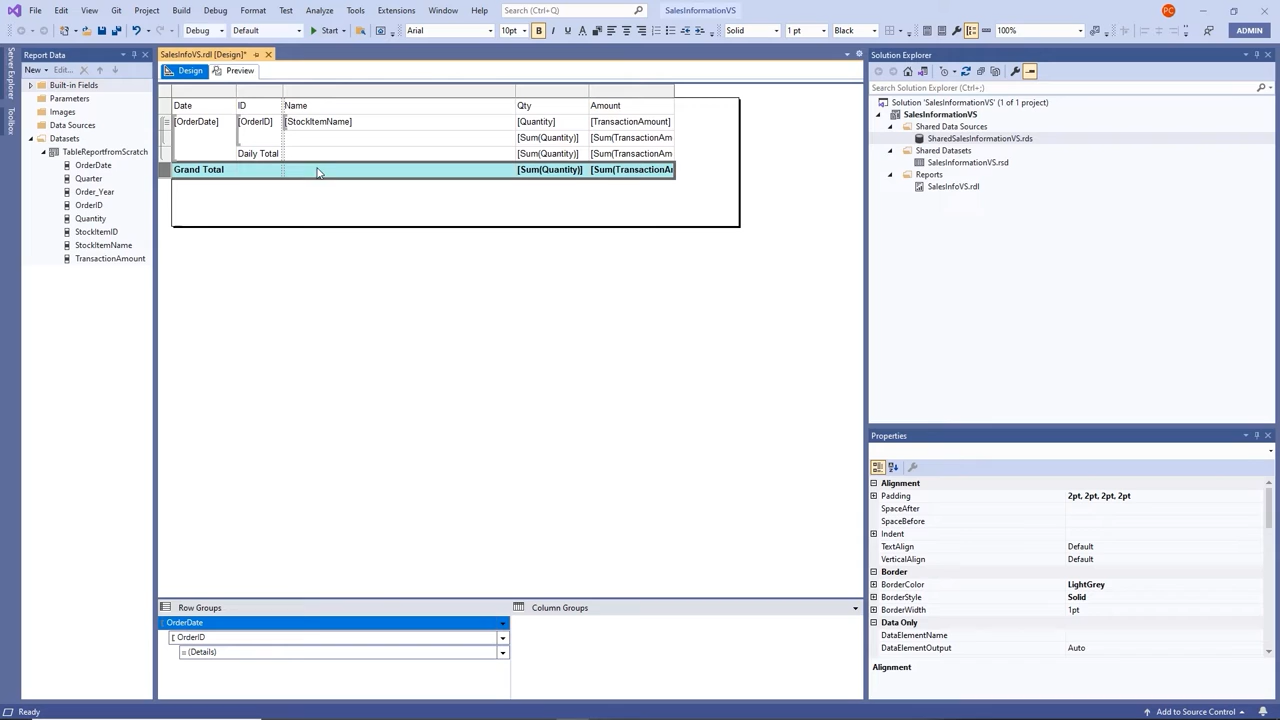 File Edit View Git Project Build Debug Format Test Analyze Tools Extensions Window Help Search (Ctrl+Q) SalesInformationVS PC
Debug Default Start Arial 10pt B I U A Solid 1 pt Black 100% ADMIN
Server Explorer
Toolbox
Report Data
New Edit...
Built-in Fields
Parameters
Images
Data Sources
Datasets
TableReportfromScratch
OrderDate
Quarter
Order_Year
OrderID
Quantity
StockItemID
StockItemName
TransactionAmount
SalesInfoVS.rdl [Design]*
Design Preview
Date ID Name Qty Amount
[OrderDate] [OrderID] [StockItemName] [Quantity] [TransactionAmount]
[Sum(Quantity)] [Sum(TransactionAm
Daily Total [Sum(Quantity)] [Sum(TransactionAm
Grand Total [Sum(Quantity)] [Sum(TransactionAm
Row Groups Column Groups
OrderDate
[ OrderID
= (Details)
Solution Explorer
Search Solution Explorer (Ctrl+;)
Solution 'SalesInformationVS' (1 of 1 project)
SalesInformationVS
Shared Data Sources
SharedSalesInformationVS.rds
Shared Datasets
SalesInformationVS.rsd
Reports
SalesInfoVS.rdl
Properties
Alignment
Padding 2pt, 2pt, 2pt, 2pt
SpaceAfter
SpaceBefore
Indent
TextAlign Default
VerticalAlign Default
Border
BorderColor LightGrey
BorderStyle Solid
BorderWidth 1pt
Data Only
DataElementName
DataElementOutput Auto
Alignment
Ready Add to Source Control